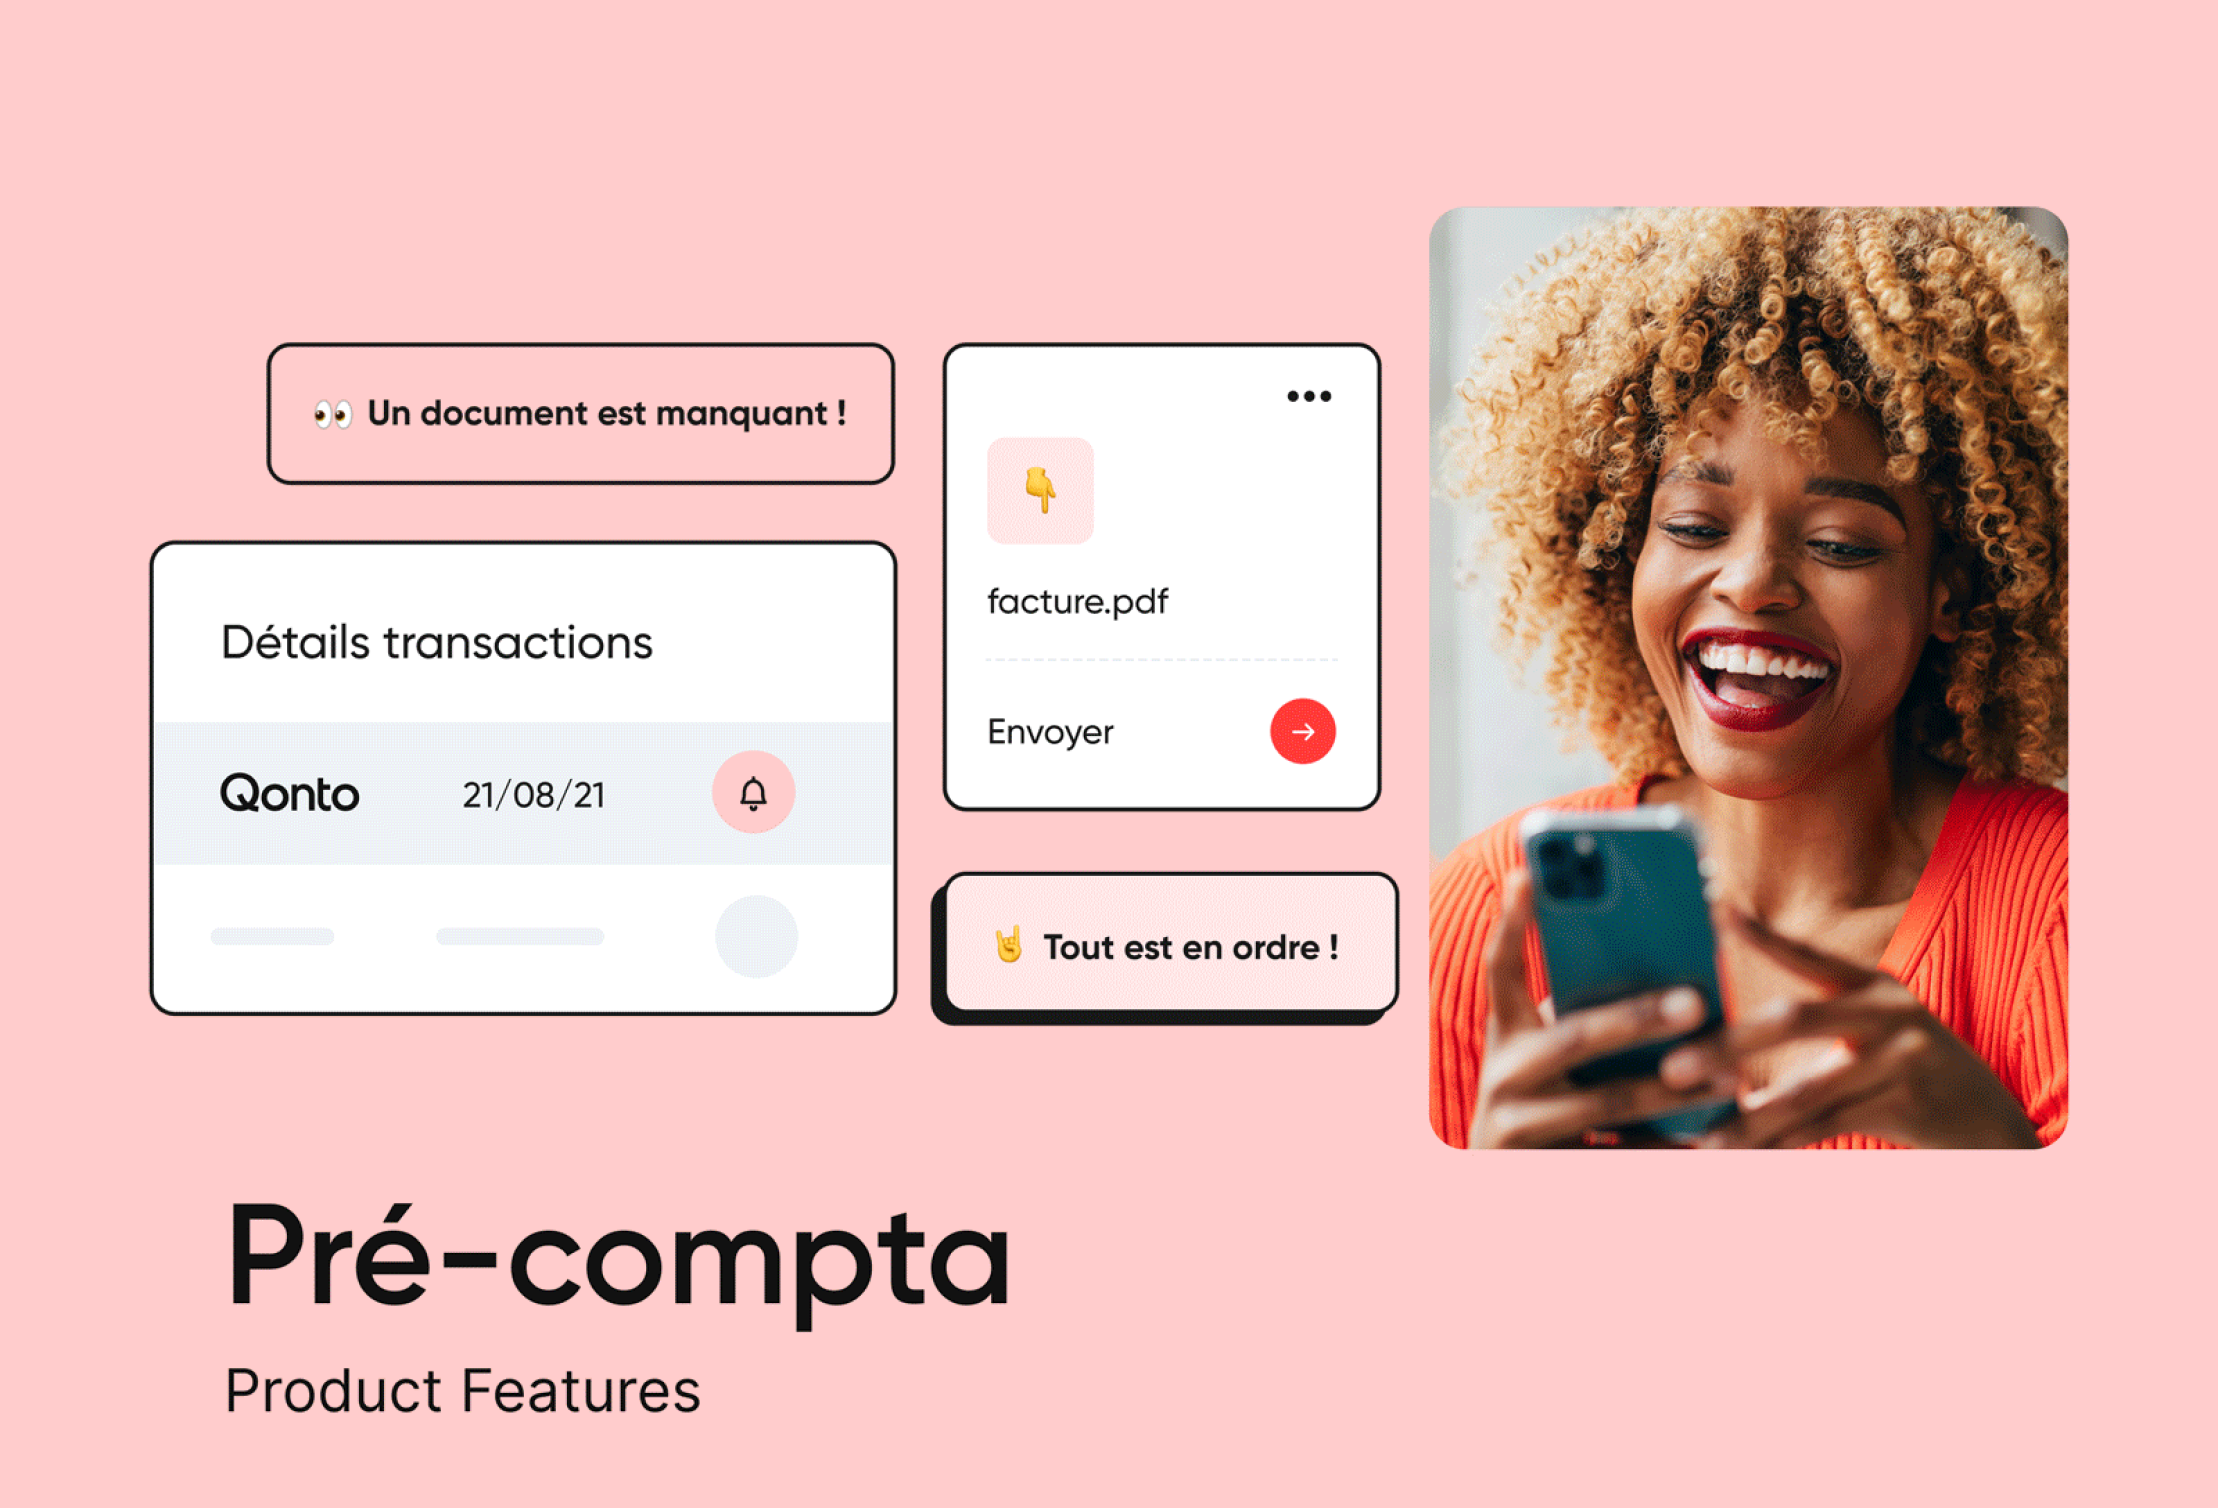 👀 Un document est manquant !
Détails transactions
Qonto 21/08/21
facture.pdf
Envoyer
🤘 Tout est en ordre !
Pré-compta
Product Features